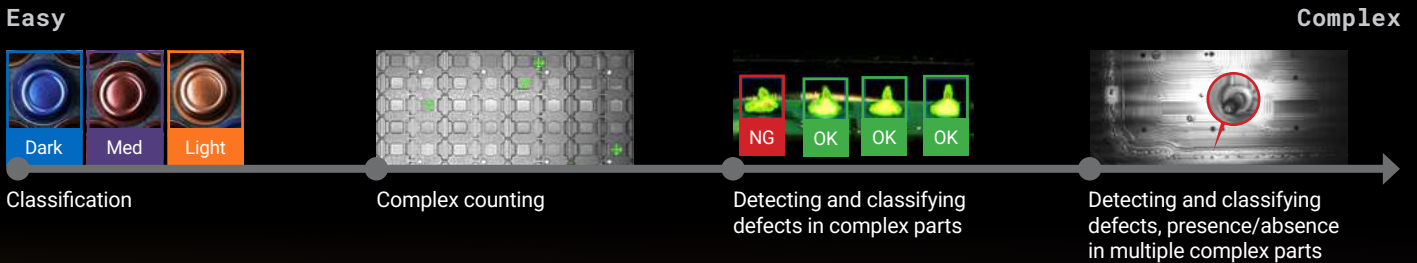 Easy
Complex
Dark
Med
Light
NG
OK
OK
OK
Classification
Complex counting
Detecting and classifying
defects in complex parts
Detecting and classifying
defects, presence/absence
in multiple complex parts